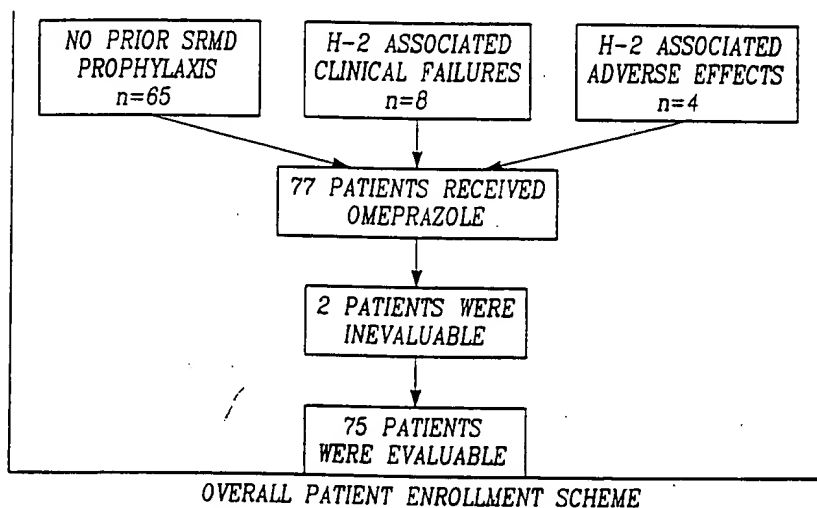 NO PRIOR SRMD
PROPHYLAXIS
n=65
H-2 ASSOCIATED
CLINICAL FAILURES
n=8
H-2 ASSOCIATED
ADVERSE EFFECTS
n=4
77 PATIENTS RECEIVED
OMEPRAZOLE
2 PATIENTS WERE
INEVALUABLE
75 PATIENTS
WERE EVALUABLE
OVERALL PATIENT ENROLLMENT SCHEME